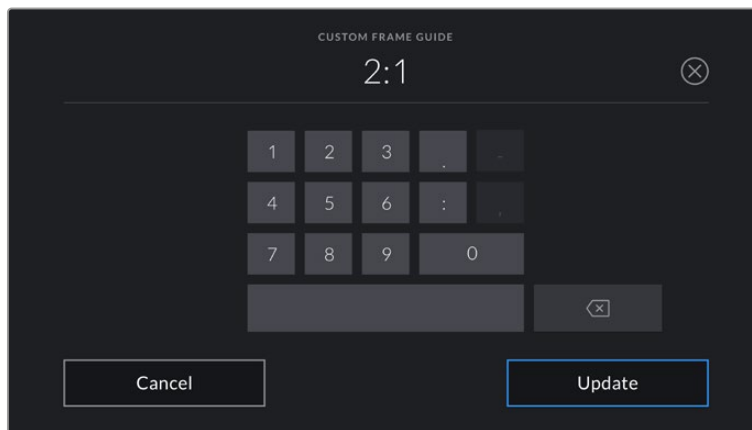 CUSTOM FRAME GUIDE
2:1
1 2 3 . -
4 5 6 : ,
7 8 9 0
Cancel Update